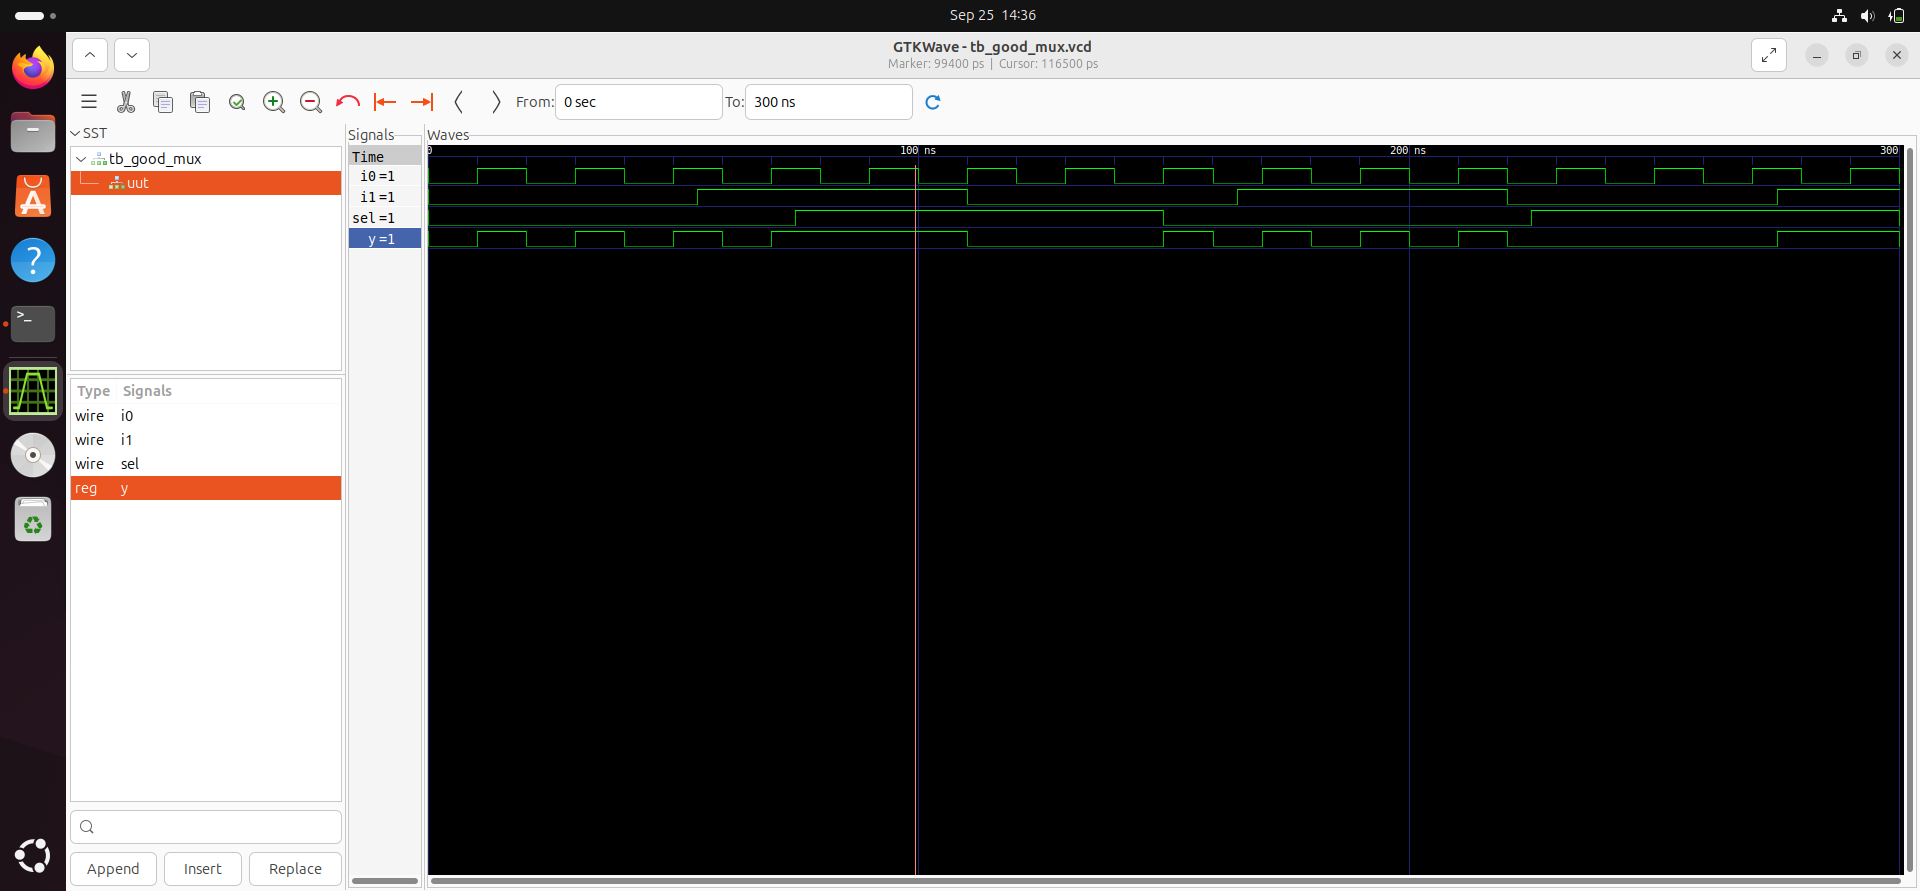 Sep 25 14:36
GTKWave - tb_good_mux.vcd
Marker: 99400 ps | Cursor: 116500 ps
From: 0 sec To: 300 ns
SST
tb_good_mux
uut
Type Signals
wire i0
wire i1
wire sel
reg y
Append Insert Replace
Signals
Time
i0 =1
i1 =1
sel =1
y =1
Waves
0 100 ns 200 ns 300